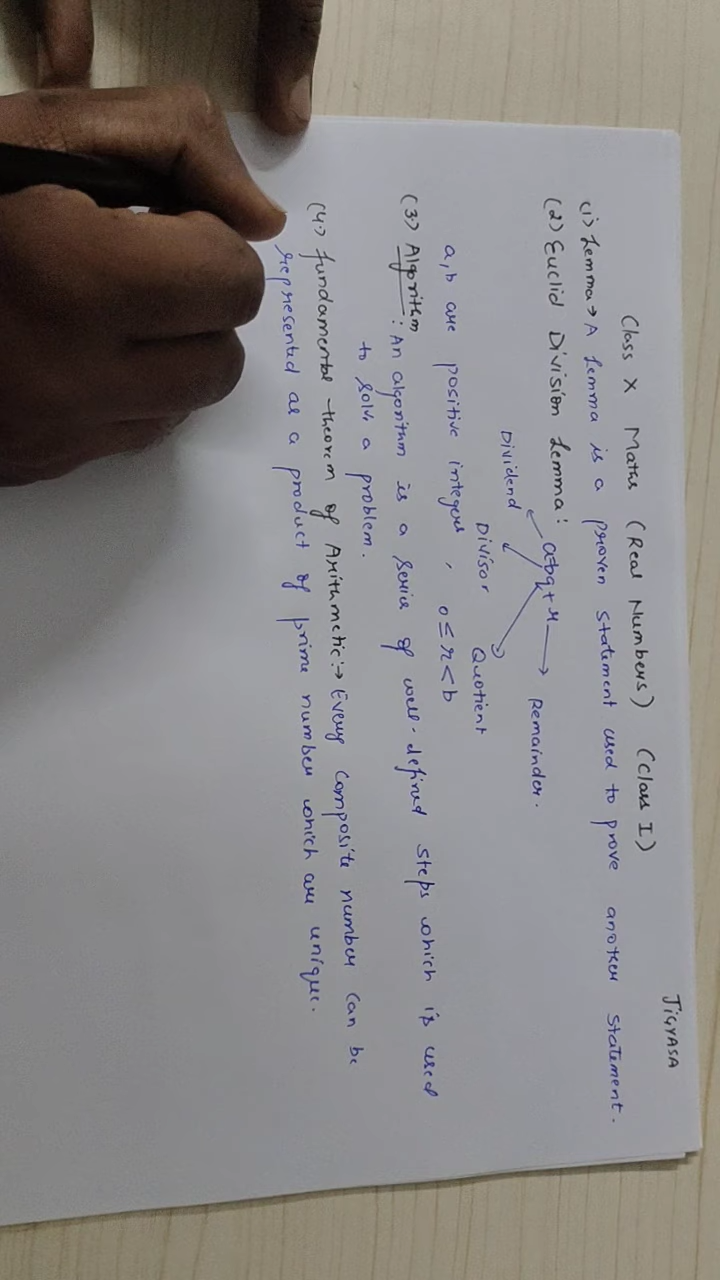 JIGYASA
Class X Maths (Real Numbers) (Class I)
(1) Lemma → A Lemma is a proven statement used to prove another statement.
(2) Euclid Division Lemma: a=bq+r → Remainder.
Dividend
Divisor
Quotient
a,b are positive integers, 0≤r<b
(3.) Algorithm: An algorithm is a series of well-defined steps which is used
to solve a problem.
(4.) fundamental theorem of Arithmetic:→ Every composite number can be
represented as a product of prime number which are unique.